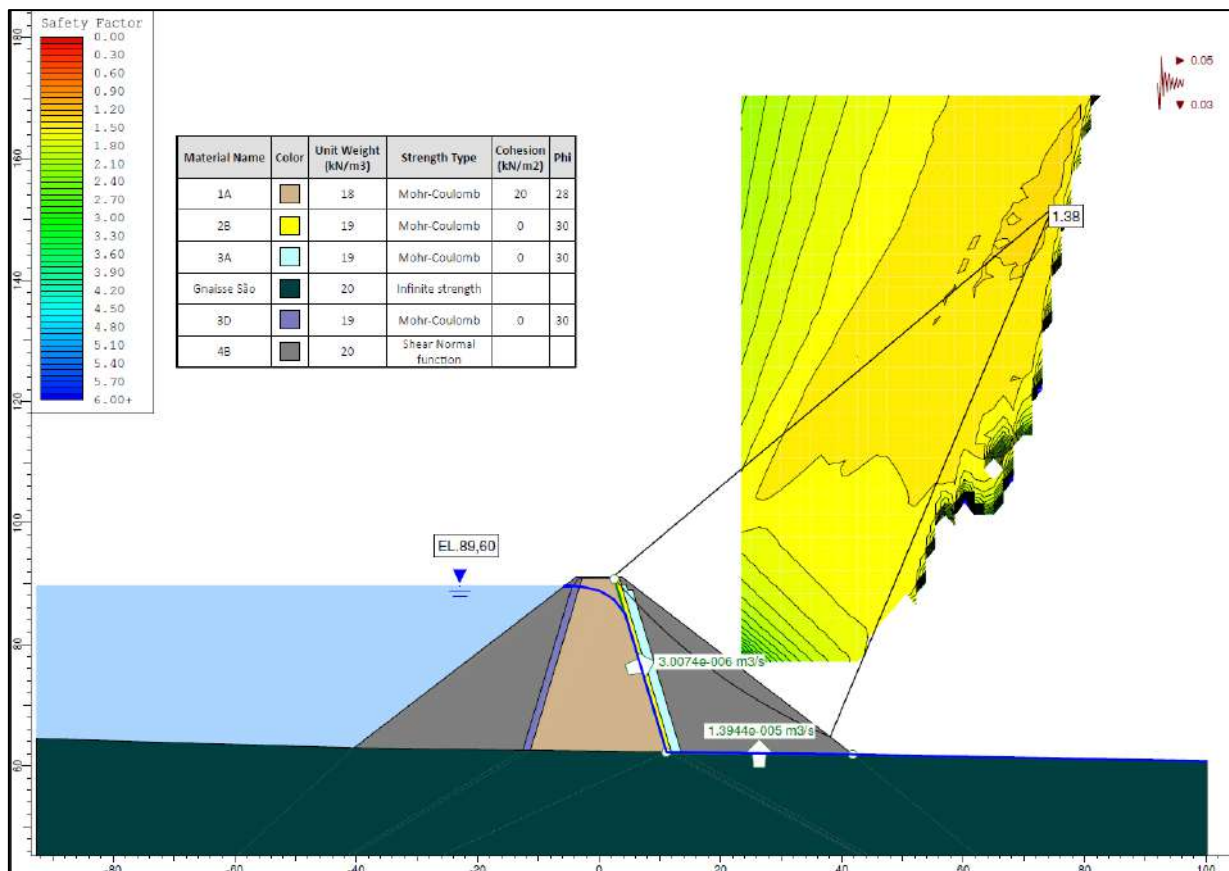 Safety Factor
0.00
0.30
0.60
0.90
1.20
1.50
1.80
2.10
2.40
2.70
3.00
3.30
3.60
3.90
4.20
4.50
4.80
5.10
5.40
5.70
6.00+
Material Name Color Unit Weight (kN/m3) Strength Type Cohesion (kN/m2) Phi
1A 18 Mohr-Coulomb 20 28
2B 19 Mohr-Coulomb 0 30
3A 19 Mohr-Coulomb 0 30
Gnaisse São 20 Infinite strength
3D 19 Mohr-Coulomb 0 30
4B 20 Shear Normal function
0.05
0.03
1.38
EL.89,60
3.0074e-006 m3/s
1.3944e-005 m3/s
180
160
140
120
100
80
60
-80 -60 -40 -20 0 20 40 60 80 100